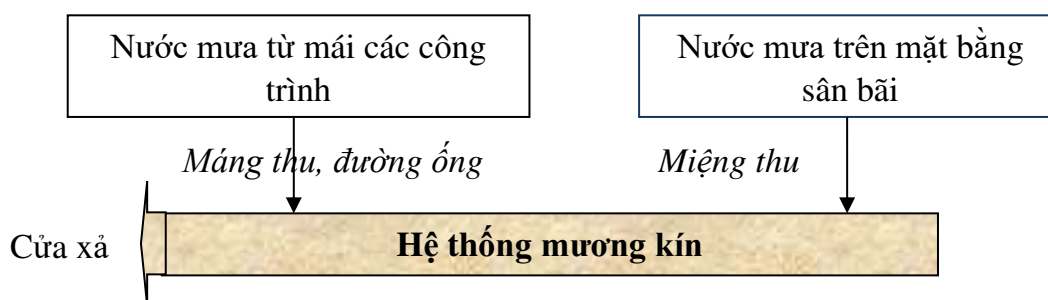 Nước mưa từ mái các công
trình
Nước mưa trên mặt bằng
sân bãi
Máng thu, đường ống
Miệng thu
Cửa xả
Hệ thống mương kín